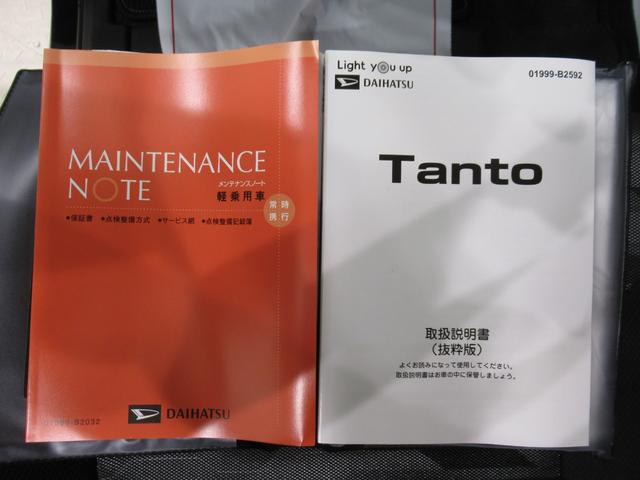 MAINTENANCE
NOTE
メンテナンスノート
軽乗用車
常時
携行
●保証書 ●点検整備方式 ●サービス網 ●点検整備記録簿
DAIHATSU
01999-B2032
Light you up
DAIHATSU
01999-B2592
Tanto
取扱説明書
（抜粋版）
よくお読みになって使用してください。
取扱説明書はお車の中に保管しましょう。